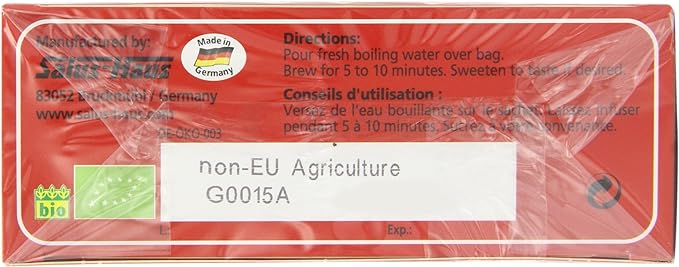 Manufactured by:
Salus-Haus
83052 Bruckmühl / Germany
www.salus-haus.com
DE-ÖKO-003
Made in
Germany
Directions:
Pour fresh boiling water over bag.
Brew for 5 to 10 minutes. Sweeten to taste if desired.
Conseils d'utilisation :
Versez de l'eau bouillante sur le sachet. Laissez infuser
pendant 5 à 10 minutes. Sucrez à votre convenance.
non-EU Agriculture
G0015A
bio
L:
Exp.: